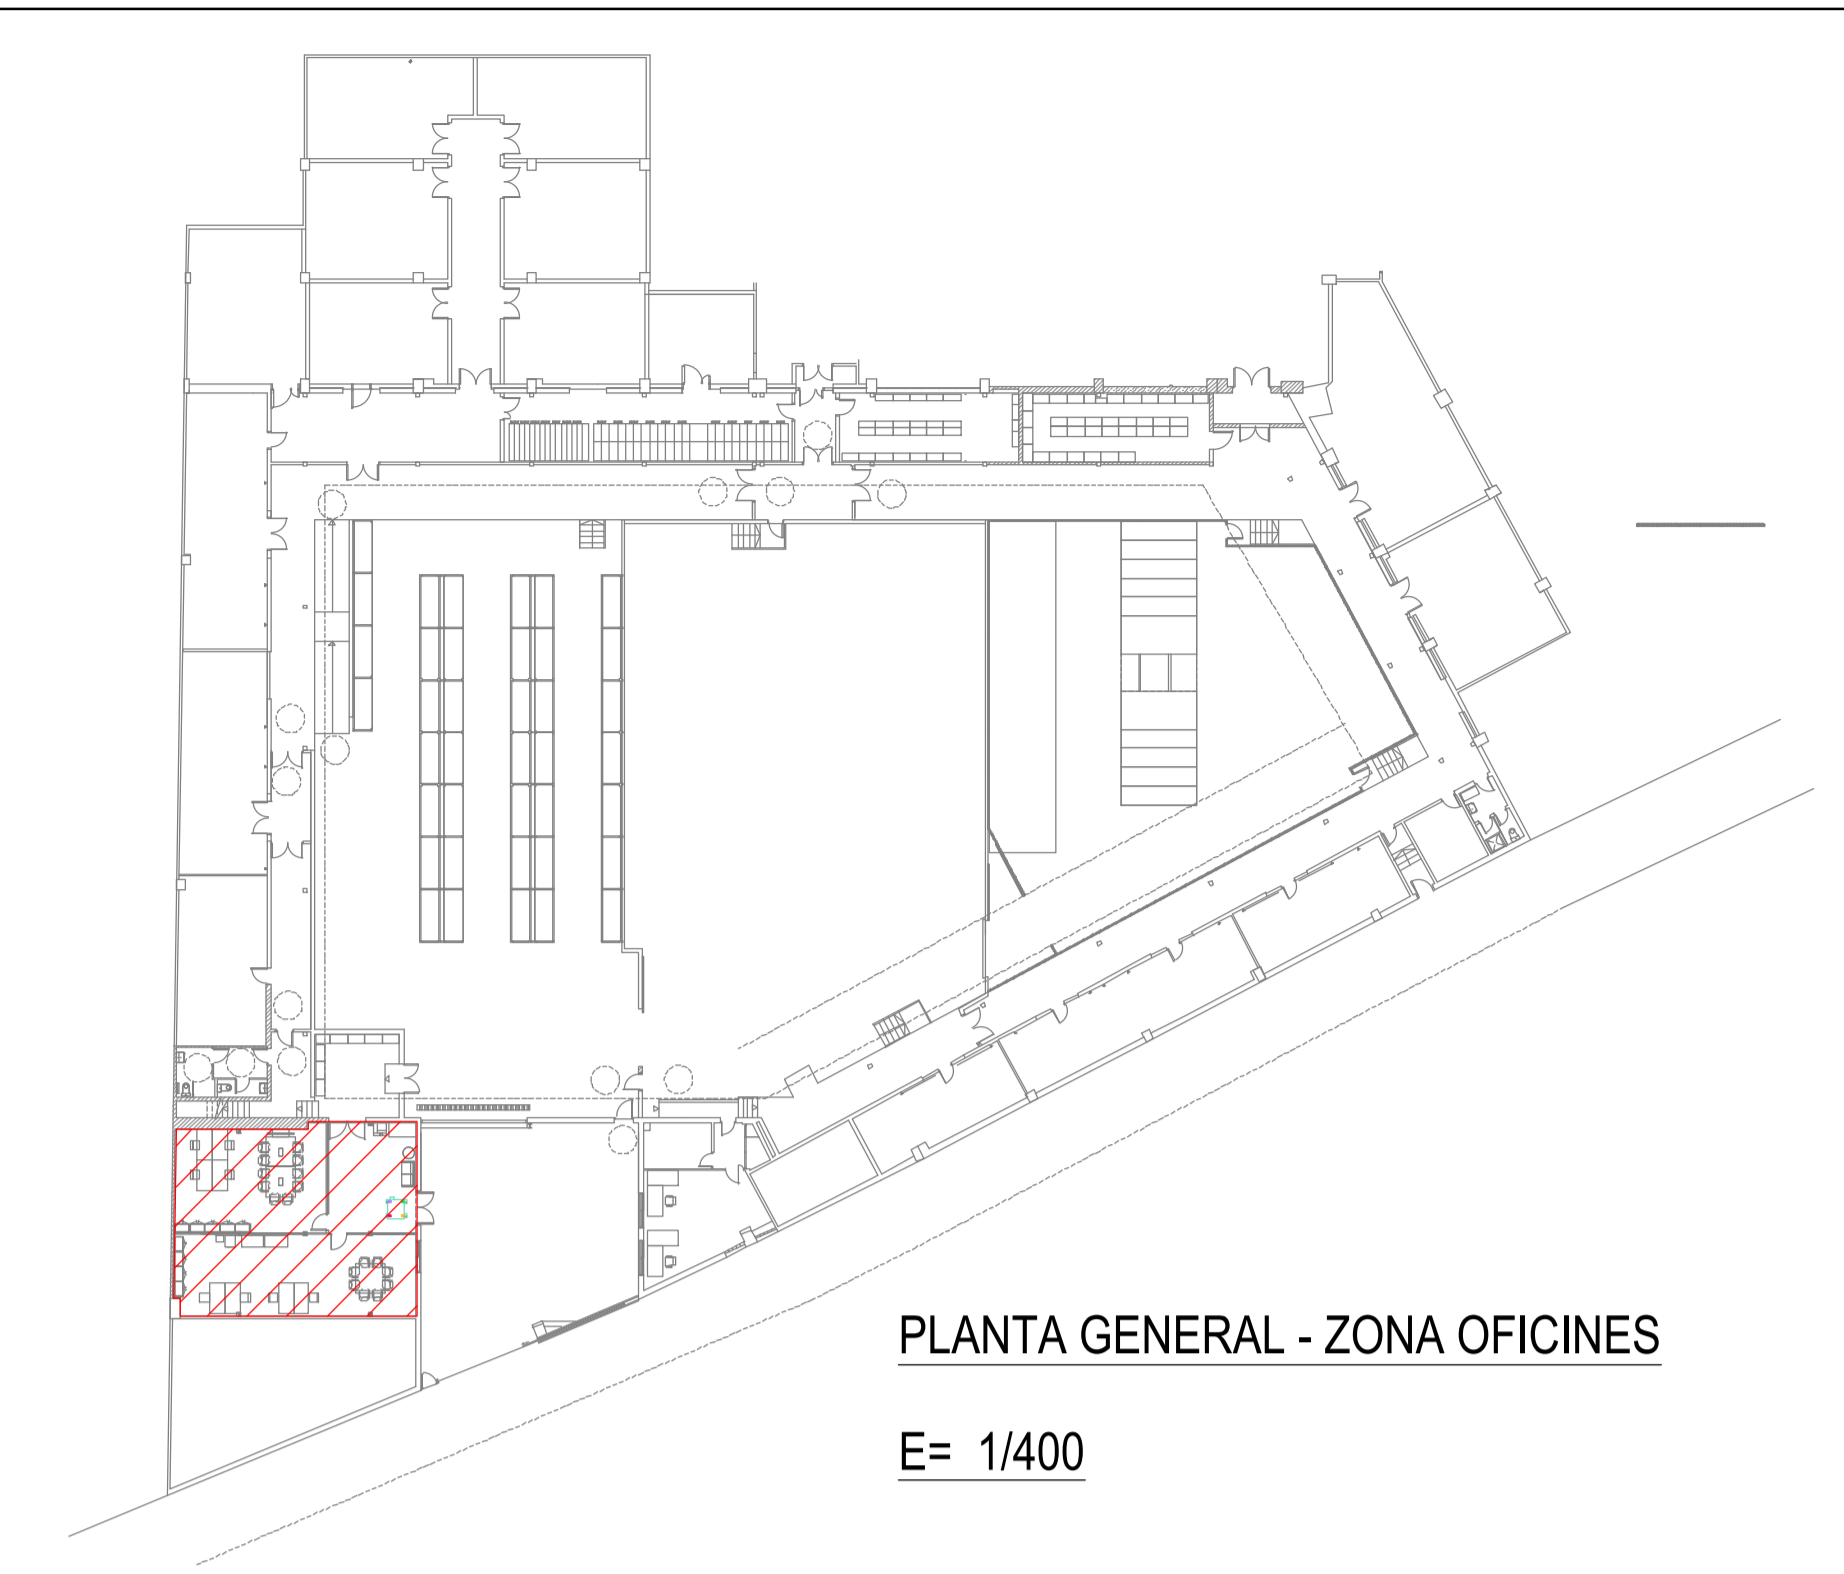 PLANTA GENERAL - ZONA OFICINES
E= 1/400